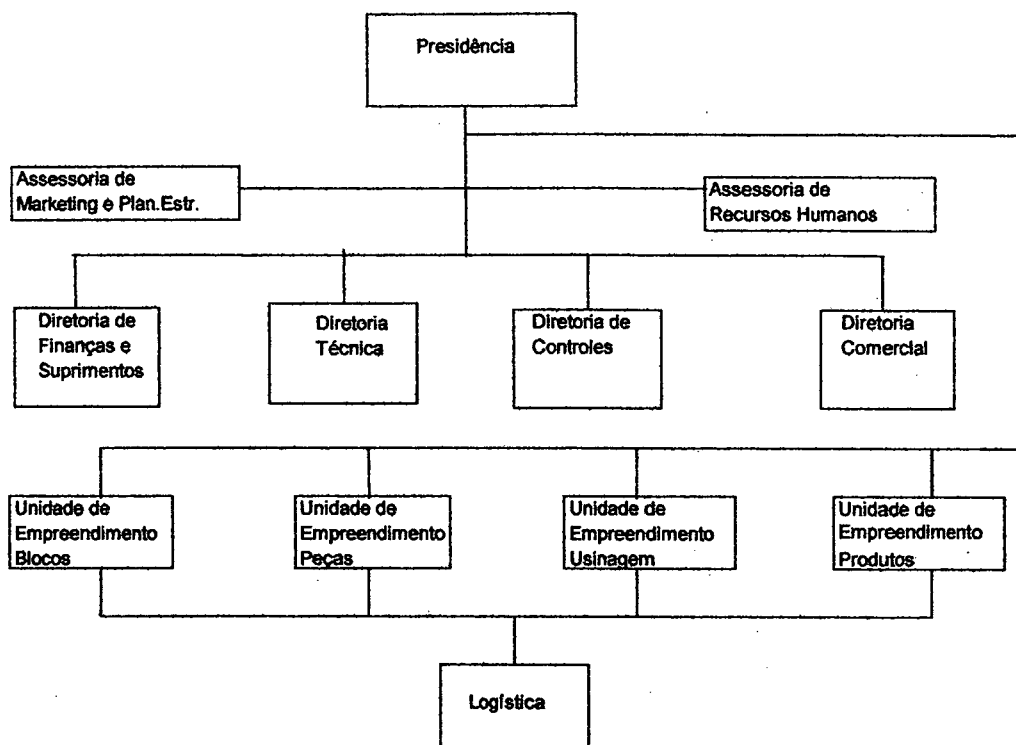 Presidência
Assessoria de
Marketing e Plan.Estr.
Assessoria de
Recursos Humanos
Diretoria de
Finanças e
Suprimentos
Diretoria
Técnica
Diretoria de
Controles
Diretoria
Comercial
Unidade de
Empreendimento
Blocos
Unidade de
Empreendimento
Peças
Unidade de
Empreendimento
Usinagem
Unidade de
Empreendimento
Produtos
Logística